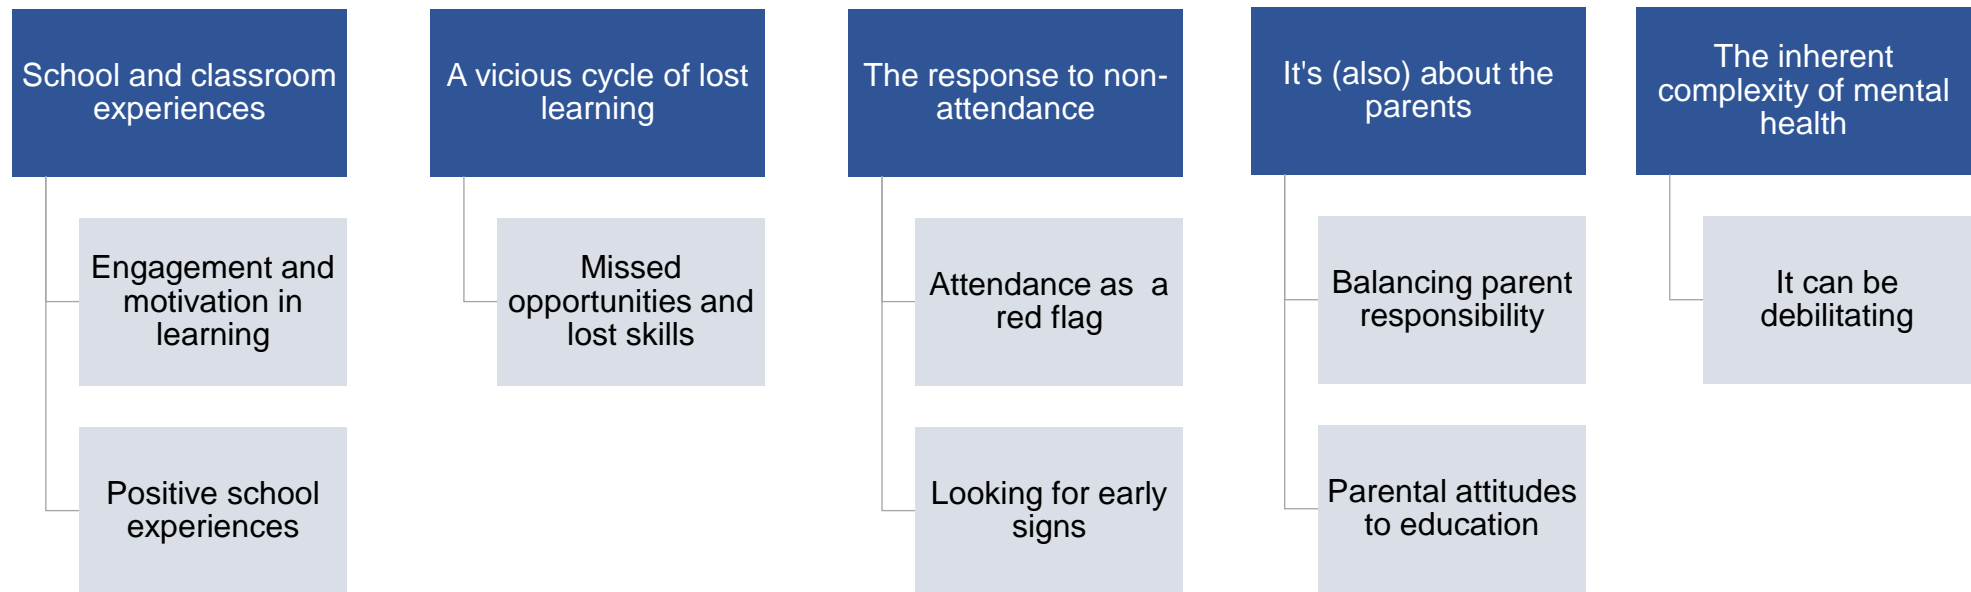 School and classroom
experiences
Engagement and
motivation in
learning
Positive school
experiences
A vicious cycle of lost
learning
Missed
opportunities and
lost skills
The response to non-
attendance
Attendance as  a
red flag
Looking for early
signs
It's (also) about the
parents
Balancing parent
responsibility
Parental attitudes
to education
The inherent
complexity of mental
health
It can be
debilitating